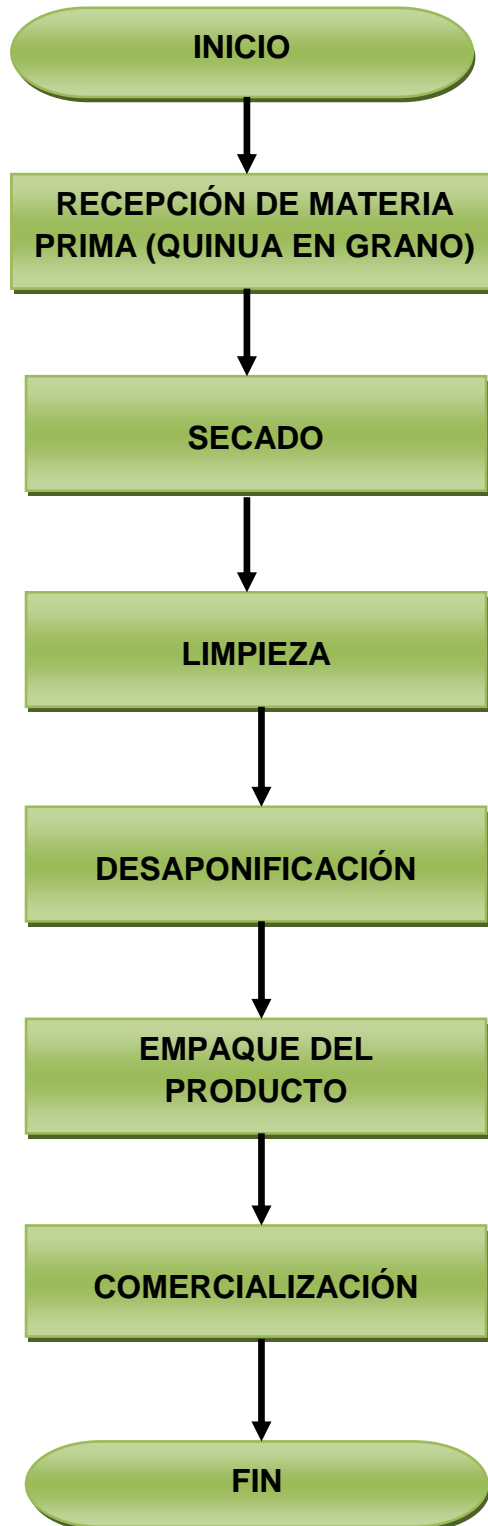 INICIO
RECEPCIÓN DE MATERIA
PRIMA (QUINUA EN GRANO)
SECADO
LIMPIEZA
DESAPONIFICACIÓN
EMPAQUE DEL
PRODUCTO
COMERCIALIZACIÓN
FIN